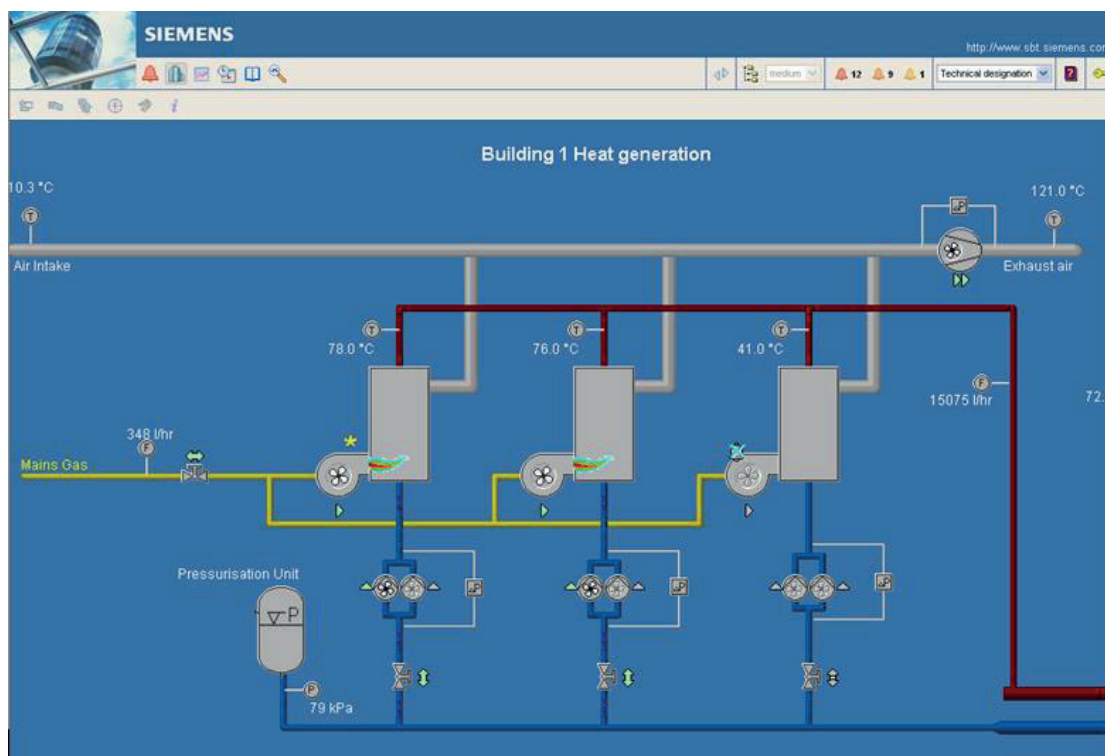 SIEMENS
http://www.sbt.siemens.com
medium
12
9
1
Technical designation
?
i
Building 1 Heat generation
10.3 °C
121.0 °C
T
T
P
Air Intake
Exhaust air
T
T
T
78.0 °C
76.0 °C
41.0 °C
F
15075 l/hr
72.
348 l/hr
F
Mains Gas
Pressurisation Unit
P
P
P
P
P
79 kPa